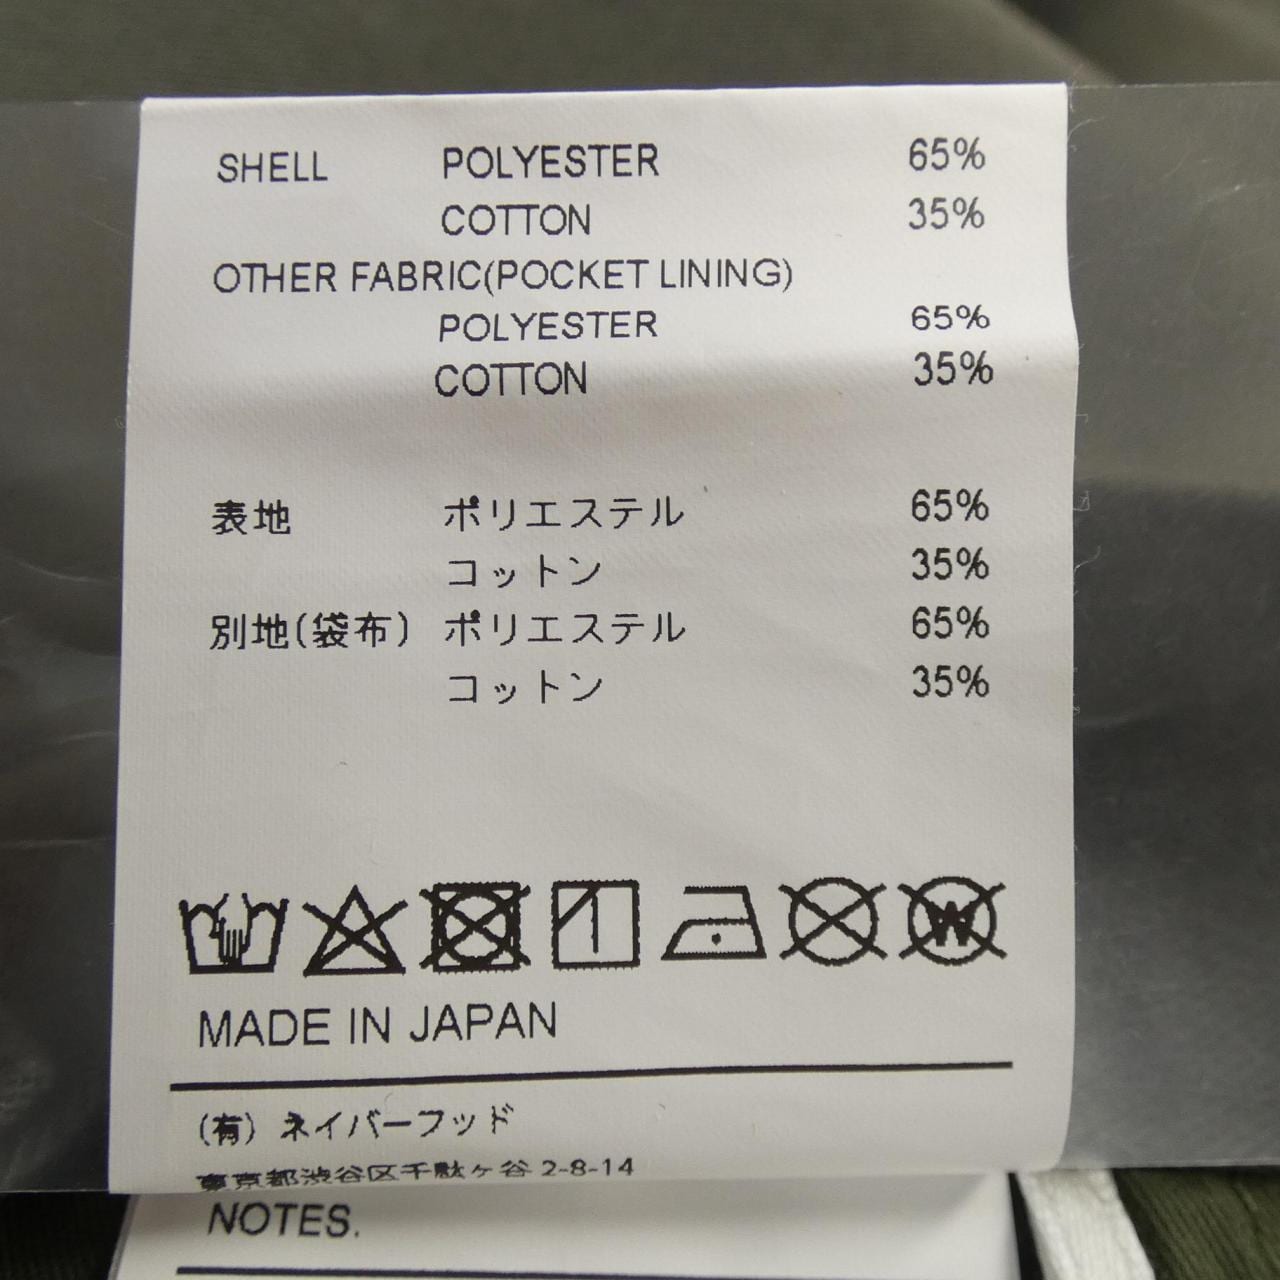 SHELL POLYESTER 65%
COTTON 35%
OTHER FABRIC(POCKET LINING)
POLYESTER 65%
COTTON 35%
表地 ポリエステル 65%
コットン 35%
別地(袋布) ポリエステル 65%
コットン 35%
W
MADE IN JAPAN
(有) ネイバーフッド
東京都渋谷区千駄ヶ谷 2-8-14
NOTES.